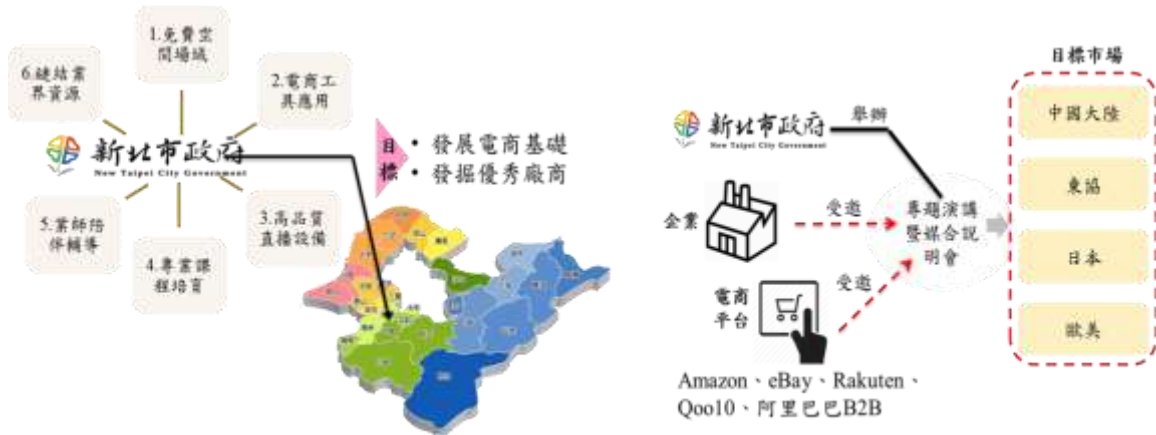 1.免費空
間場域
6.鏈結業
界資源
2.電商工
具應用
新北市政府
New Taipei City Government
5.業師陪
伴輔導
3.高品質
直播設備
4.專業課
程培育
目標
• 發展電商基礎
• 發掘優秀廠商
新北市政府
New Taipei City Government
舉辦
企業
受邀
專題演講
暨媒合說
明會
電商
平台
受邀
Amazon、eBay、Rakuten、
Qoo10、阿里巴巴B2B
目標市場
中國大陸
東協
日本
歐美